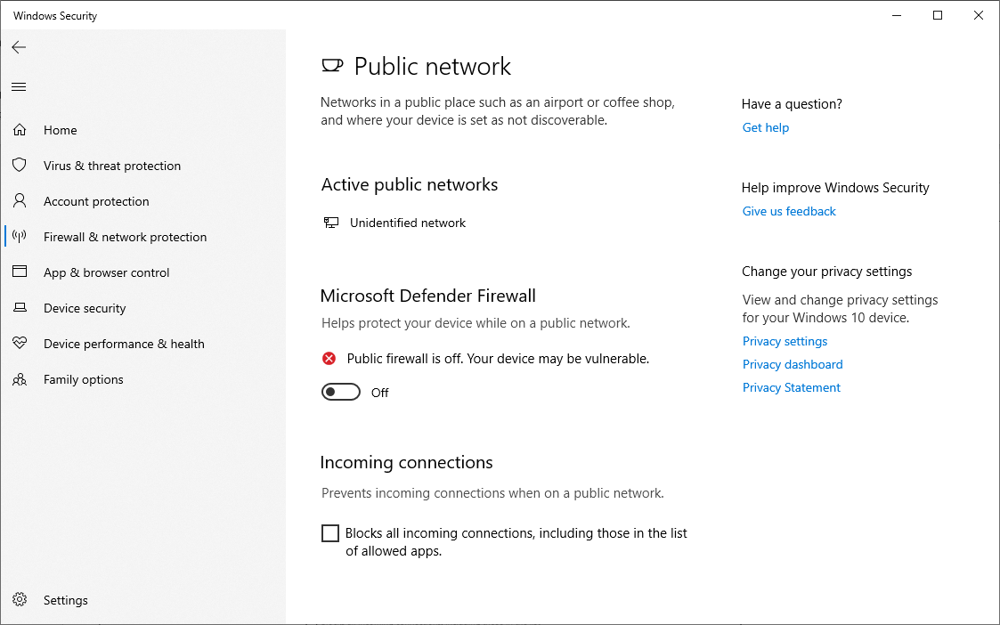 Windows Security
Home
Virus & threat protection
Account protection
Firewall & network protection
App & browser control
Device security
Device performance & health
Family options
Settings
Public network
Networks in a public place such as an airport or coffee shop,
and where your device is set as not discoverable.
Active public networks
Unidentified network
Microsoft Defender Firewall
Helps protect your device while on a public network.
Public firewall is off. Your device may be vulnerable.
Off
Incoming connections
Prevents incoming connections when on a public network.
Blocks all incoming connections, including those in the list
of allowed apps.
Have a question?
Get help
Help improve Windows Security
Give us feedback
Change your privacy settings
View and change privacy settings
for your Windows 10 device.
Privacy settings
Privacy dashboard
Privacy Statement